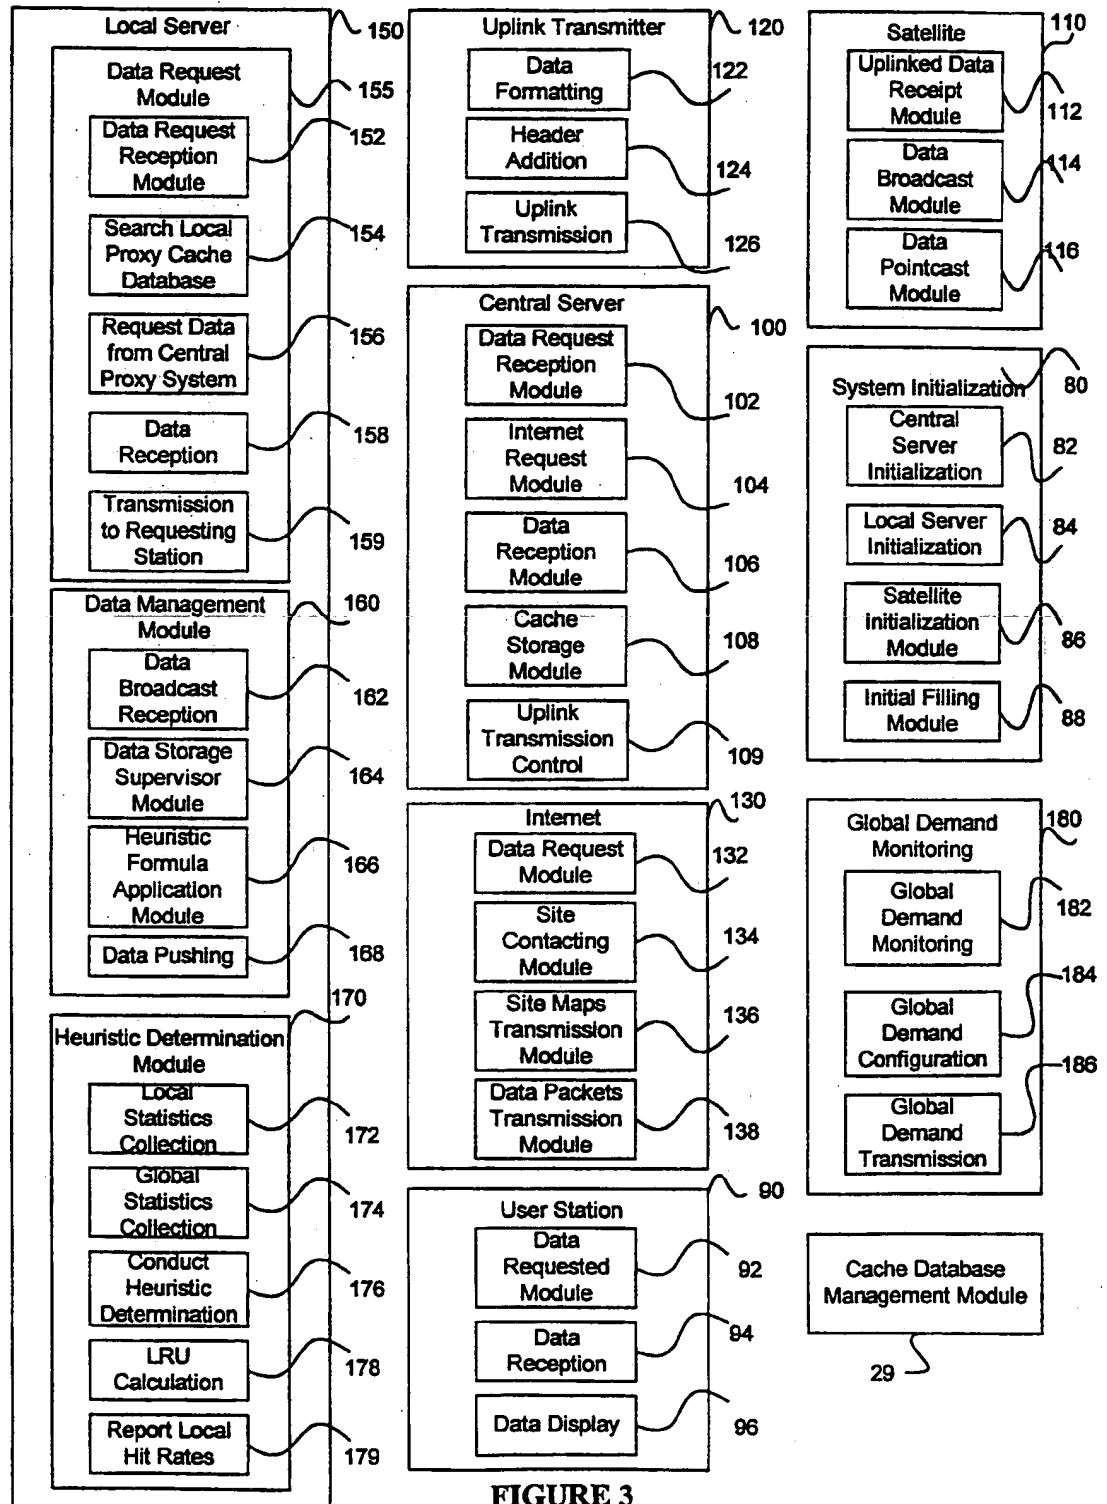 Local Server
150
Data Request
Module
155
Data Request
Reception
Module
152
Search Local
Proxy Cache
Database
154
Request Data
from Central
Proxy System
156
Data
Reception
158
Transmission
to Requesting
Station
159
Data Management
Module
160
Data
Broadcast
Reception
162
Data Storage
Supervisor
Module
164
Heuristic
Formula
Application
Module
166
Data Pushing
168
170
Heuristic Determination
Module
Local
Statistics
Collection
172
Global
Statistics
Collection
174
Conduct
Heuristic
Determination
176
LRU
Calculation
178
Report Local
Hit Rates
179
Uplink Transmitter
120
Data
Formatting
122
Header
Addition
124
Uplink
Transmission
126
Central Server
100
Data Request
Reception
Module
102
Internet
Request
Module
104
Data
Reception
Module
106
Cache
Storage
Module
108
Uplink
Transmission
Control
109
Internet
130
Data Request
Module
132
Site
Contacting
Module
134
Site Maps
Transmission
Module
136
Data Packets
Transmission
Module
138
90
User Station
Data
Requested
Module
92
Data
Reception
94
Data Display
96
Satellite
110
Uplinked Data
Receipt
Module
112
Data
Broadcast
Module
114
Data
Pointcast
Module
116
System Initialization
80
Central
Server
Initialization
82
Local Server
Initialization
84
Satellite
Initialization
Module
86
Initial Filling
Module
88
Global Demand
Monitoring
180
Global
Demand
Monitoring
182
Global
Demand
Configuration
184
Global
Demand
Transmission
186
Cache Database
Management Module
29
FIGURE 3